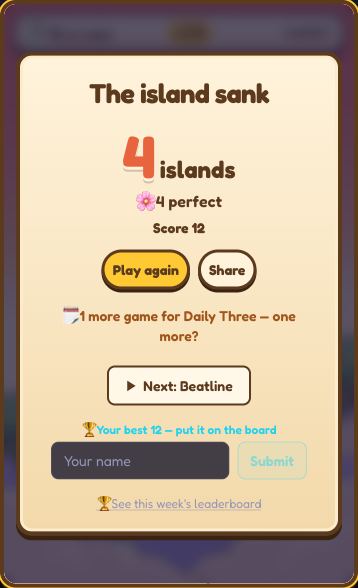 The island sank
4 islands
4 perfect
Score 12
Play again
Share
1 more game for Daily Three — one
more?
Next: Beatline
Your best 12 — put it on the board
Your name
Submit
See this week's leaderboard